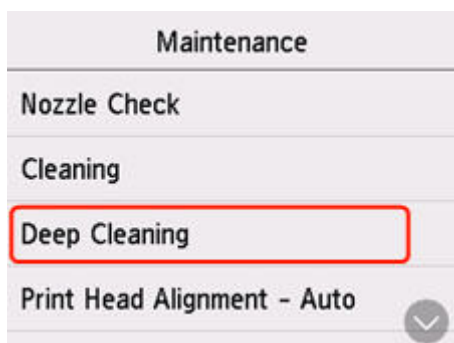 Maintenance
Nozzle Check
Cleaning
Deep Cleaning
Print Head Alignment - Auto